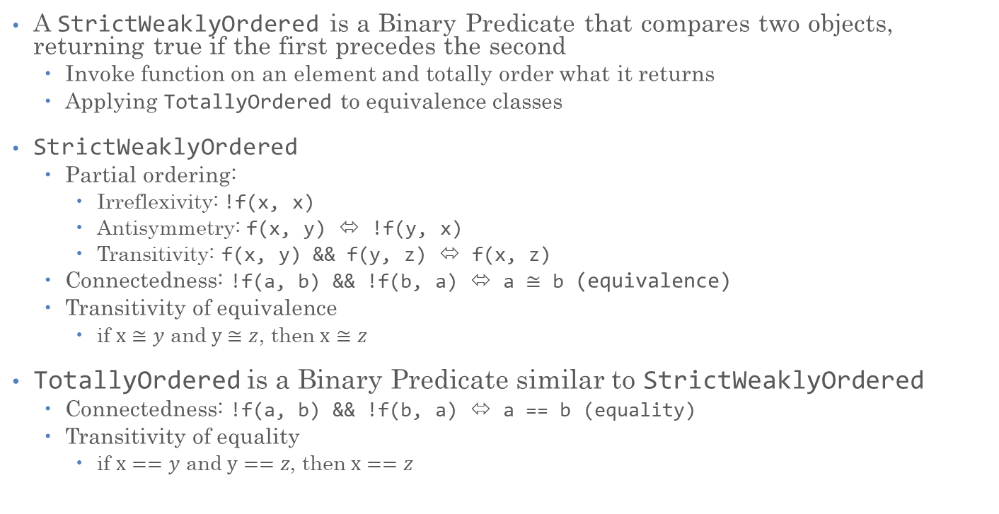 • A StrictWeaklyOrdered is a Binary Predicate that compares two objects,
returning true if the first precedes the second
• Invoke function on an element and totally order what it returns
• Applying TotallyOrdered to equivalence classes
• StrictWeaklyOrdered
• Partial ordering:
• Irreflexivity: !f(x, x)
• Antisymmetry: f(x, y) ⬄ !f(y, x)
• Transitivity: f(x, y) && f(y, z) ⬄ f(x, z)
• Connectedness: !f(a, b) && !f(b, a) ⬄ a ≅ b (equivalence)
• Transitivity of equivalence
• if x ≅ y and y ≅ z, then x ≅ z
• TotallyOrdered is a Binary Predicate similar to StrictWeaklyOrdered
• Connectedness: !f(a, b) && !f(b, a) ⬄ a == b (equality)
• Transitivity of equality
• if x == y and y == z, then x == z